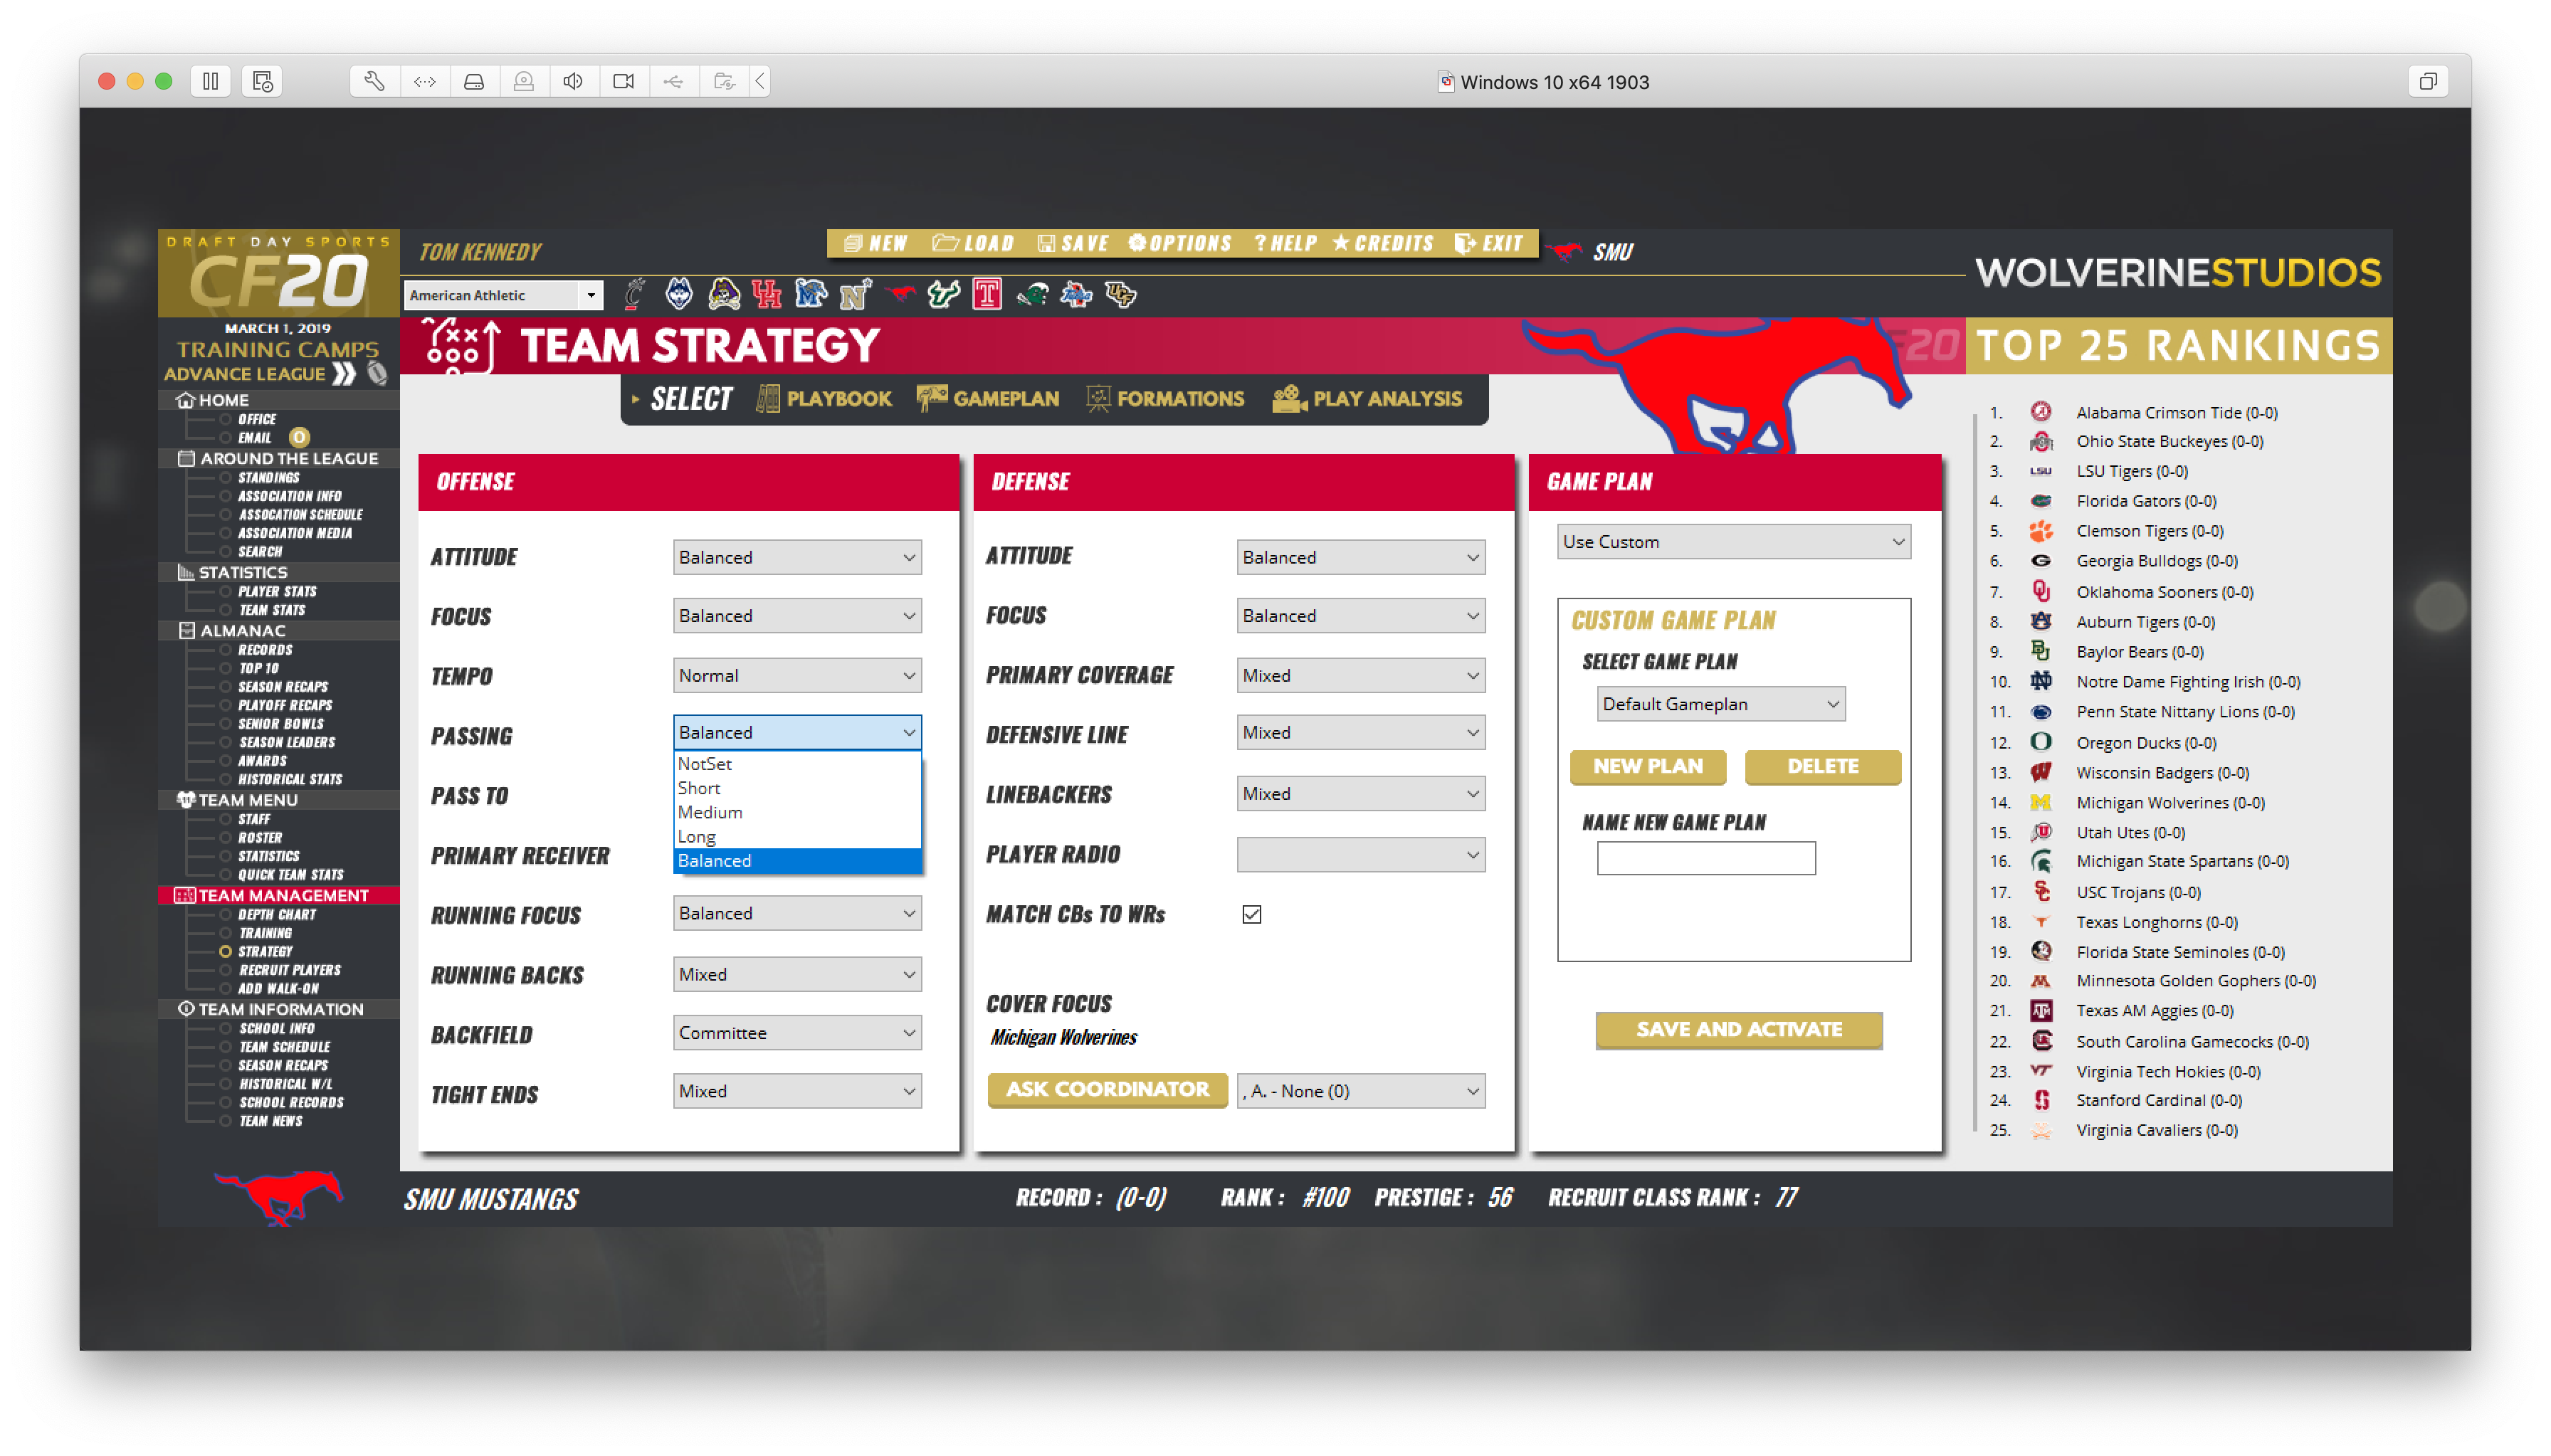 Windows 10 x64 1903
DRAFT DAY SPORTS
CF20
TOM KENNEDY
NEW LOAD SAVE OPTIONS ? HELP CREDITS EXIT
SMU
WOLVERINESTUDIOS
American Athletic
MARCH 1, 2019
TRAINING CAMPS
ADVANCE LEAGUE
TEAM STRATEGY
CF20
TOP 25 RANKINGS
SELECT PLAYBOOK GAMEPLAN FORMATIONS PLAY ANALYSIS
HOME
OFFICE
EMAIL 0
AROUND THE LEAGUE
STANDINGS
ASSOCIATION INFO
ASSOCATION SCHEDULE
ASSOCIATION MEDIA
SEARCH
STATISTICS
PLAYER STATS
TEAM STATS
ALMANAC
RECORDS
TOP 10
SEASON RECAPS
PLAYOFF RECAPS
SENIOR BOWLS
SEASON LEADERS
AWARDS
HISTORICAL STATS
TEAM MENU
STAFF
ROSTER
STATISTICS
QUICK TEAM STATS
TEAM MANAGEMENT
DEPTH CHART
TRAINING
STRATEGY
RECRUIT PLAYERS
ADD WALK-ON
TEAM INFORMATION
SCHOOL INFO
TEAM SCHEDULE
SEASON RECAPS
HISTORICAL W/L
SCHOOL RECORDS
TEAM NEWS
OFFENSE
ATTITUDE Balanced
FOCUS Balanced
TEMPO Normal
PASSING Balanced
NotSet
Short
Medium
Long
Balanced
PASS TO
PRIMARY RECEIVER
RUNNING FOCUS Balanced
RUNNING BACKS Mixed
BACKFIELD Committee
TIGHT ENDS Mixed
DEFENSE
ATTITUDE Balanced
FOCUS Balanced
PRIMARY COVERAGE Mixed
DEFENSIVE LINE Mixed
LINEBACKERS Mixed
PLAYER RADIO
MATCH CBs TO WRs
COVER FOCUS
Michigan Wolverines
ASK COORDINATOR , A. - None (0)
GAME PLAN
Use Custom
CUSTOM GAME PLAN
SELECT GAME PLAN
Default Gameplan
NEW PLAN DELETE
NAME NEW GAME PLAN
SAVE AND ACTIVATE
1. Alabama Crimson Tide (0-0)
2. Ohio State Buckeyes (0-0)
3. LSU LSU Tigers (0-0)
4. Florida Gators (0-0)
5. Clemson Tigers (0-0)
6. Georgia Bulldogs (0-0)
7. Oklahoma Sooners (0-0)
8. Auburn Tigers (0-0)
9. Baylor Bears (0-0)
10. Notre Dame Fighting Irish (0-0)
11. Penn State Nittany Lions (0-0)
12. Oregon Ducks (0-0)
13. Wisconsin Badgers (0-0)
14. Michigan Wolverines (0-0)
15. Utah Utes (0-0)
16. Michigan State Spartans (0-0)
17. USC Trojans (0-0)
18. Texas Longhorns (0-0)
19. Florida State Seminoles (0-0)
20. Minnesota Golden Gophers (0-0)
21. Texas AM Aggies (0-0)
22. South Carolina Gamecocks (0-0)
23. Virginia Tech Hokies (0-0)
24. Stanford Cardinal (0-0)
25. Virginia Cavaliers (0-0)
SMU MUSTANGS
RECORD : (0-0) RANK : #100 PRESTIGE : 56 RECRUIT CLASS RANK : 77